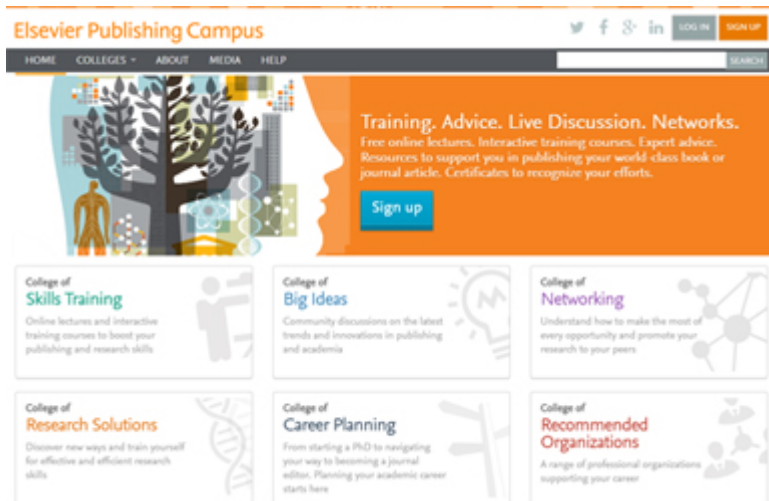 Elsevier Publishing Campus
LOG IN
SIGN UP
HOME
COLLEGES
ABOUT
MEDIA
HELP
SEARCH
Training. Advice. Live Discussion. Networks.
Free online lectures. Interactive training courses. Expert advice.
Resources to support you in publishing your world-class book or
journal article. Certificates to recognize your efforts.
Sign up
College of
Skills Training
Online lectures and interactive
training courses to boost your
publishing and research skills
College of
Big Ideas
Community discussions on the latest
trends and innovations in publishing
and academia
College of
Networking
Understand how to make the most of
every opportunity and promote your
research to your peers
College of
Research Solutions
Discover new ways and train yourself
for effective and efficient research
skills
College of
Career Planning
From starting a PhD to navigating
your way to becoming a journal
editor. Planning your academic career
starts here
College of
Recommended
Organizations
A range of professional organizations
supporting your career